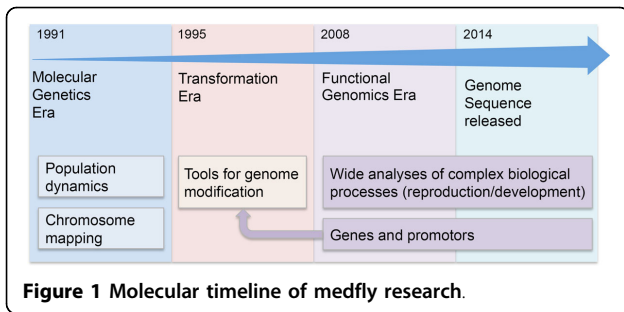 1991
1995
2008
2014
Molecular
Genetics
Era
Transformation
Era
Functional
Genomics Era
Genome
Sequence
released
Population
dynamics
Tools for genome
modification
Wide analyses of complex biological
processes (reproduction/development)
Chromosome
mapping
Genes and promotors
Figure 1 Molecular timeline of medfly research.